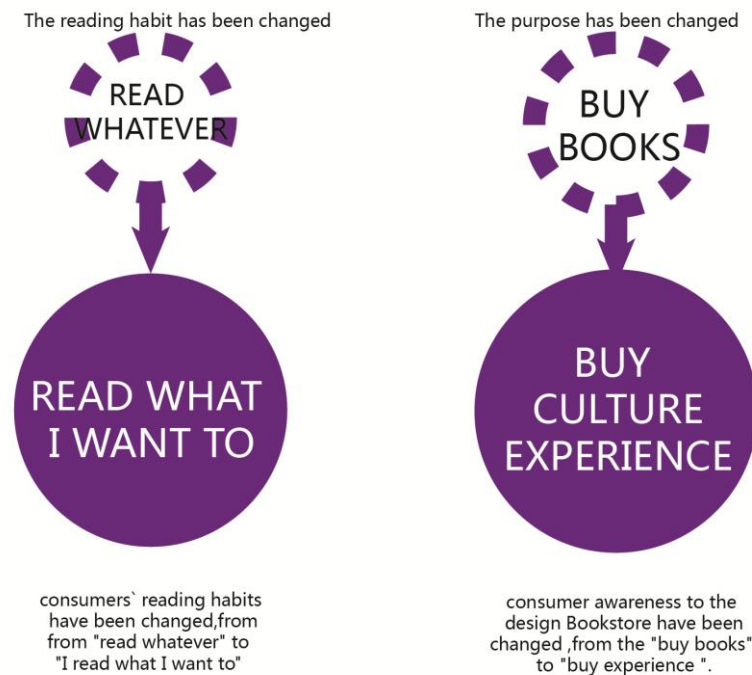 The reading habit has been changed
READ
WHATEVER
READ WHAT
I WANT TO
consumers` reading habits
have been changed,from
from "read whatever" to
"I read what I want to"
The purpose has been changed
BUY
BOOKS
BUY
CULTURE
EXPERIENCE
consumer awareness to the
design Bookstore have been
changed ,from the "buy books"
to "buy experience ".